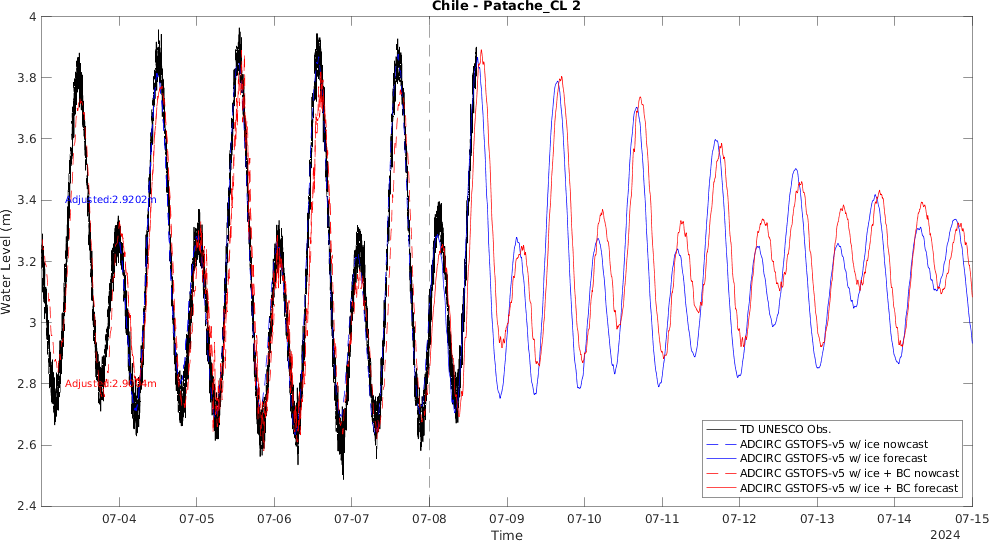 Chile - Patache_CL 2
4
3.8
3.6
3.4
3.2
3
2.8
2.6
2.4
Water Level (m)
Adjusted:2.9202m
07-04
07-05
07-06
07-07
07-08
07-09
07-10
07-11
07-12
07-13
07-14
07-15
Time
2024
TD UNESCO Obs.
ADCIRC GSTOFS-v5 w/ ice nowcast
ADCIRC GSTOFS-v5 w/ ice forecast
ADCIRC GSTOFS-v5 w/ ice + BC nowcast
ADCIRC GSTOFS-v5 w/ ice + BC forecast